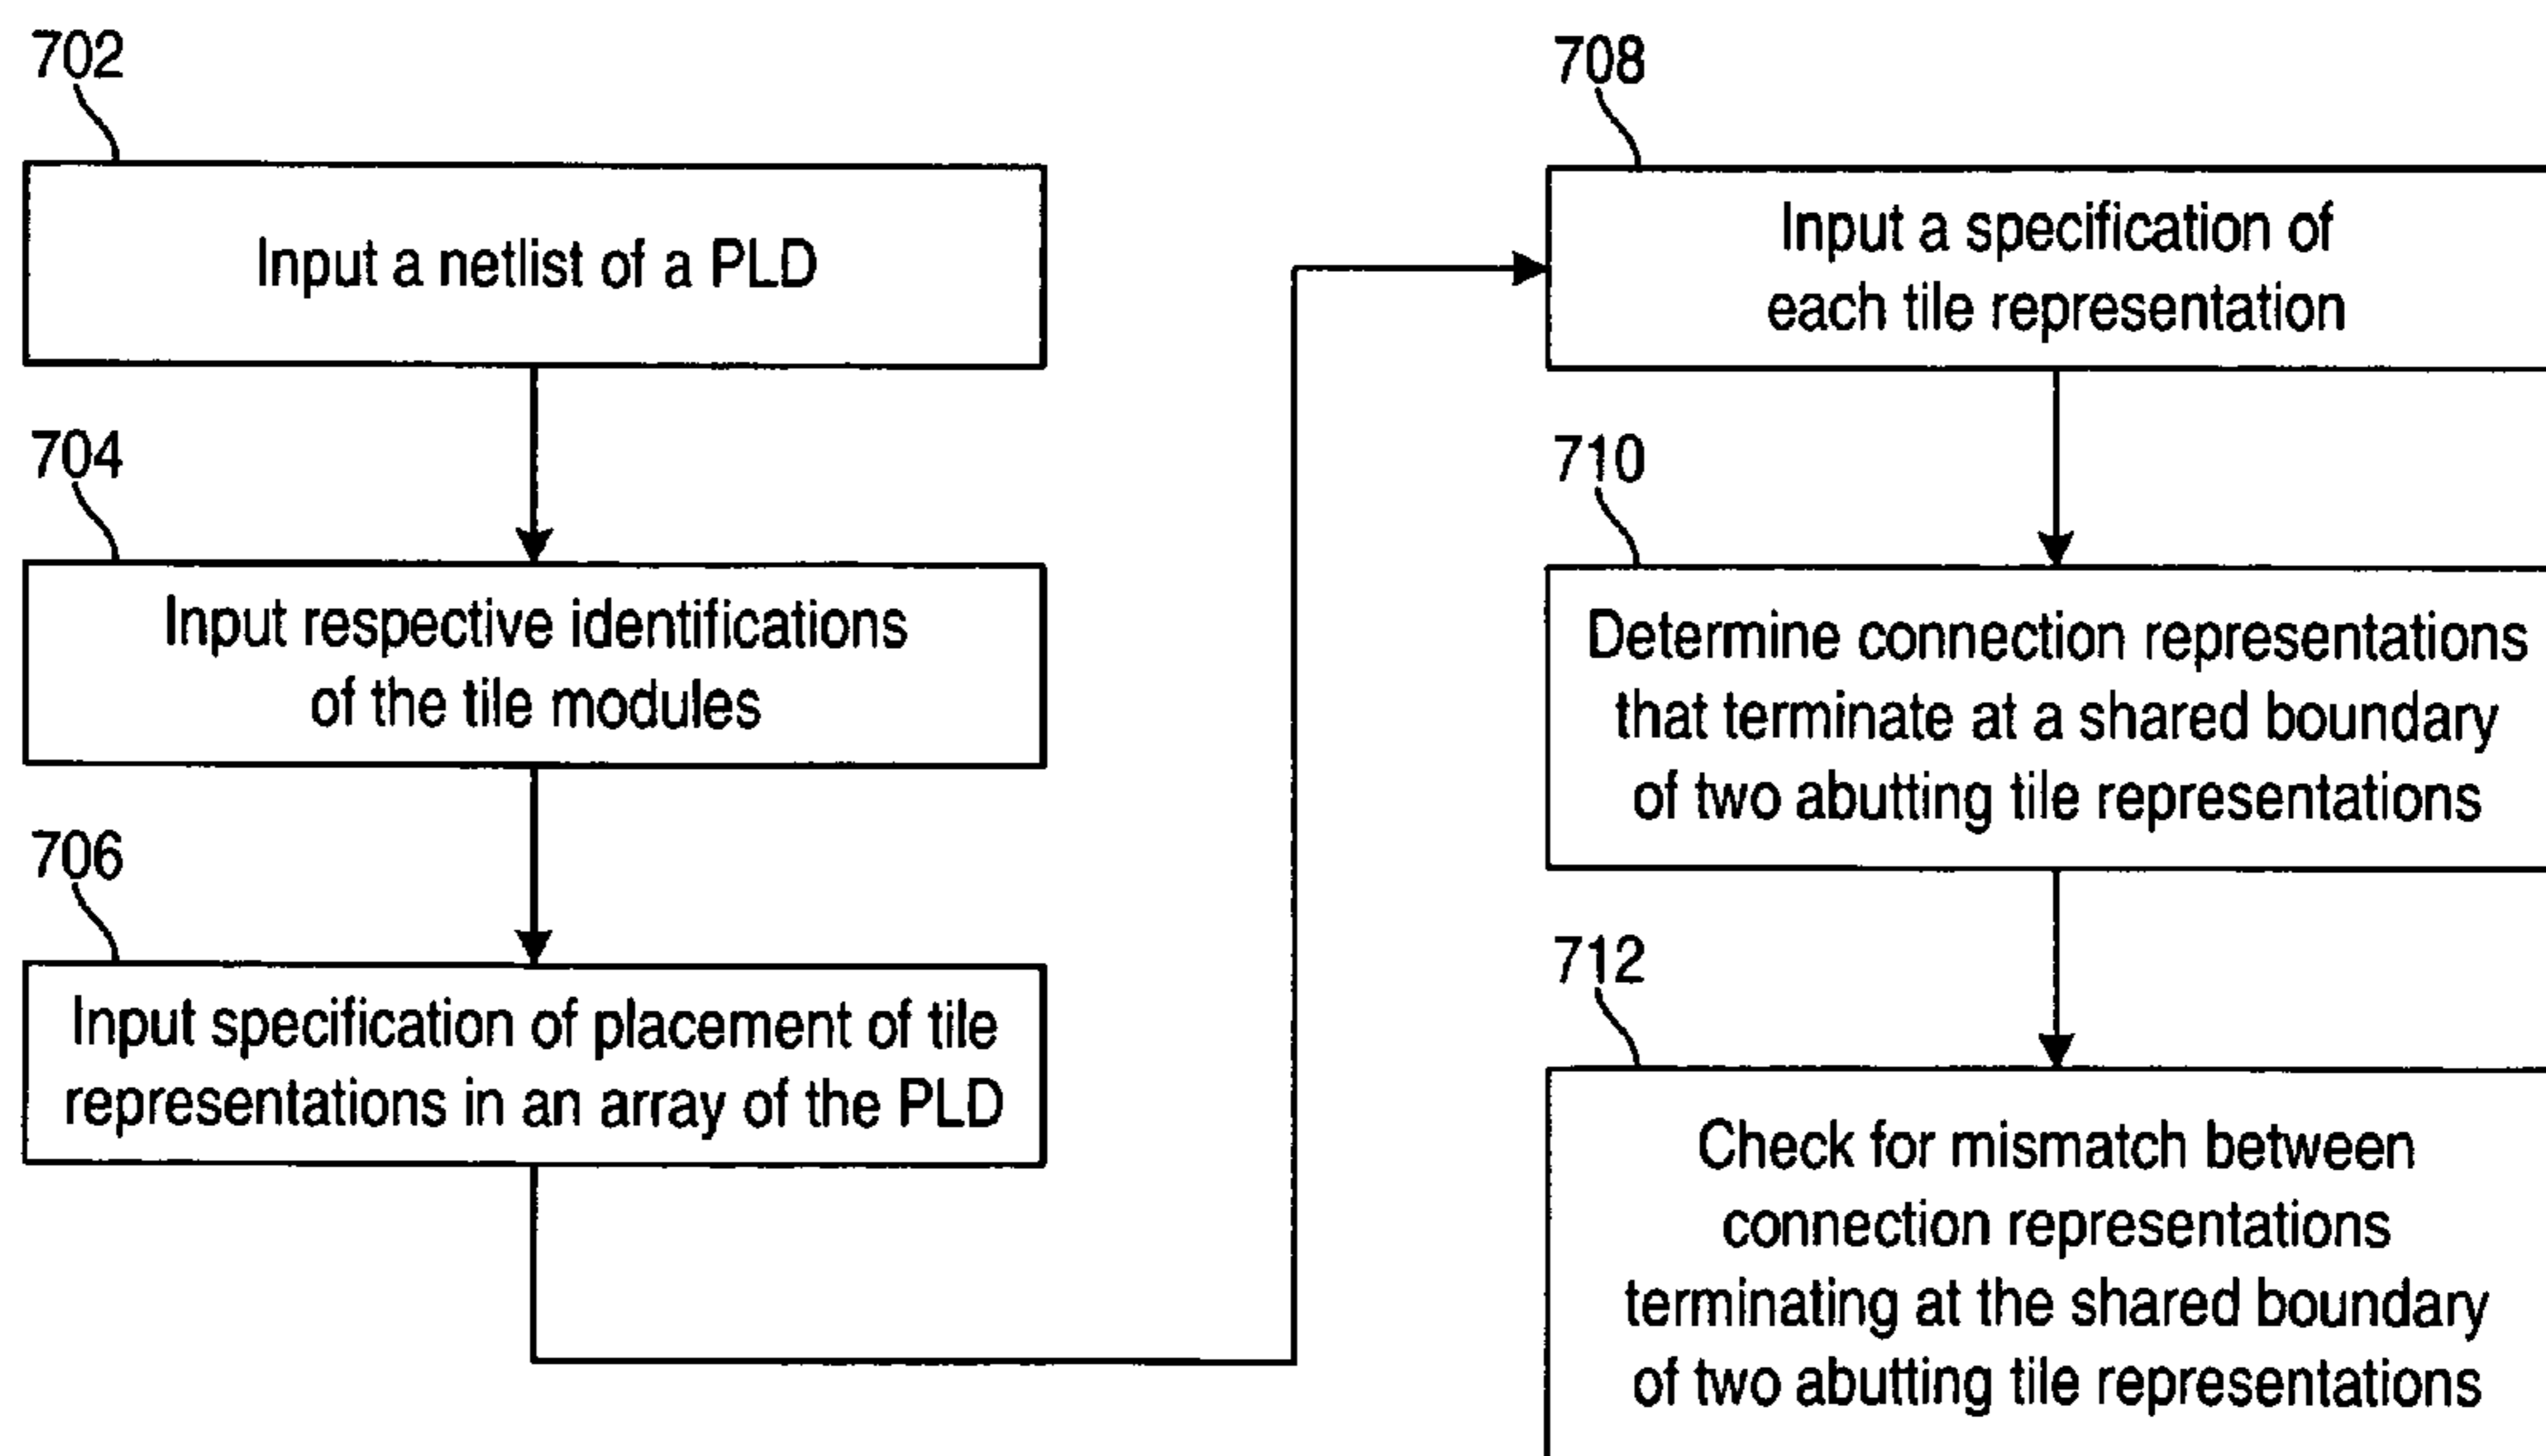 702
Input a netlist of a PLD
704
Input respective identifications
of the tile modules
706
Input specification of placement of tile
representations in an array of the PLD
708
Input a specification of
each tile representation
710
Determine connection representations
that terminate at a shared boundary
of two abutting tile representations
712
Check for mismatch between
connection representations
terminating at the shared boundary
of two abutting tile representations